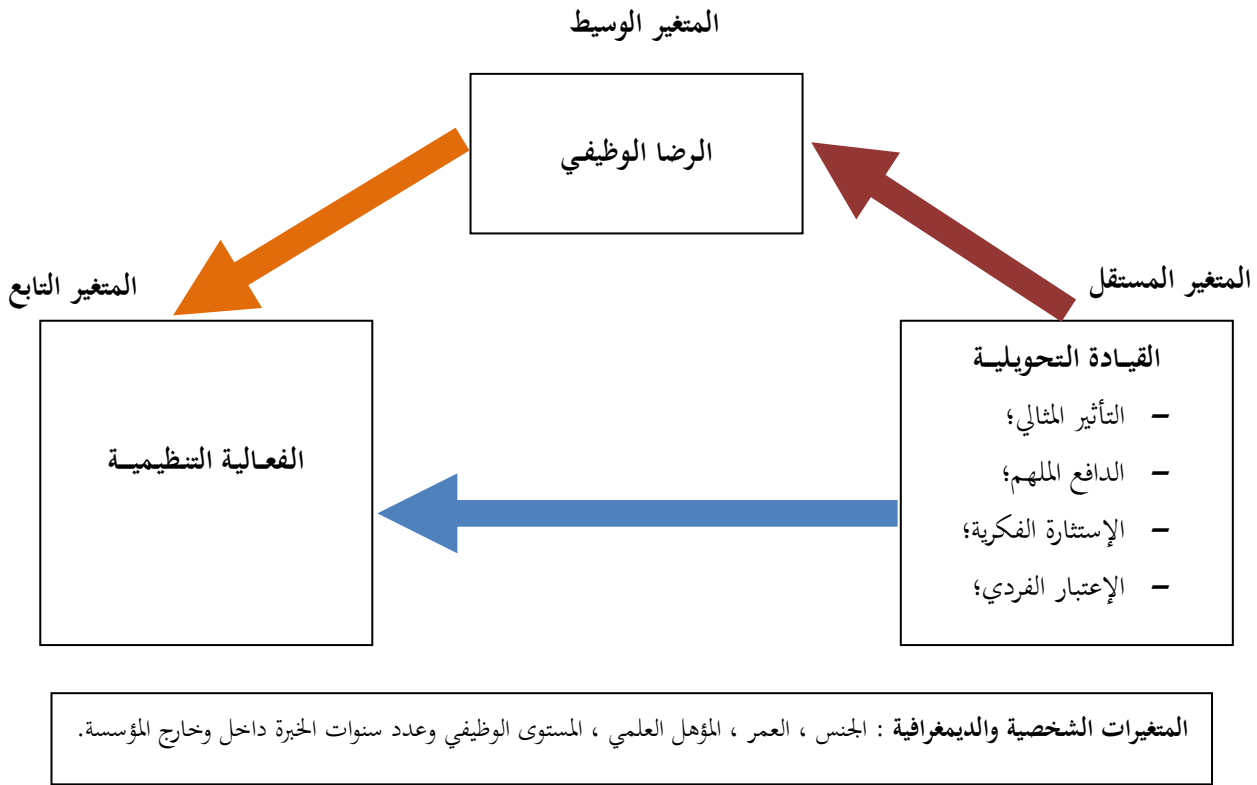 المتغير الوسيط
الرضا الوظيفي
المتغير المستقل
المتغير التابع
القيـادة التحويليـة
– التأثير المثالي؛
– الدافع الملهم؛
– الإستثارة الفكرية؛
– الإعتبار الفردي؛
الفعـالية التنظيميــة
المتغيرات الشخصية والديمغرافية : الجنس ، العمر ، المؤهل العلمي ، المستوى الوظيفي وعدد سنوات الخبرة داخل وخارج المؤسسة.